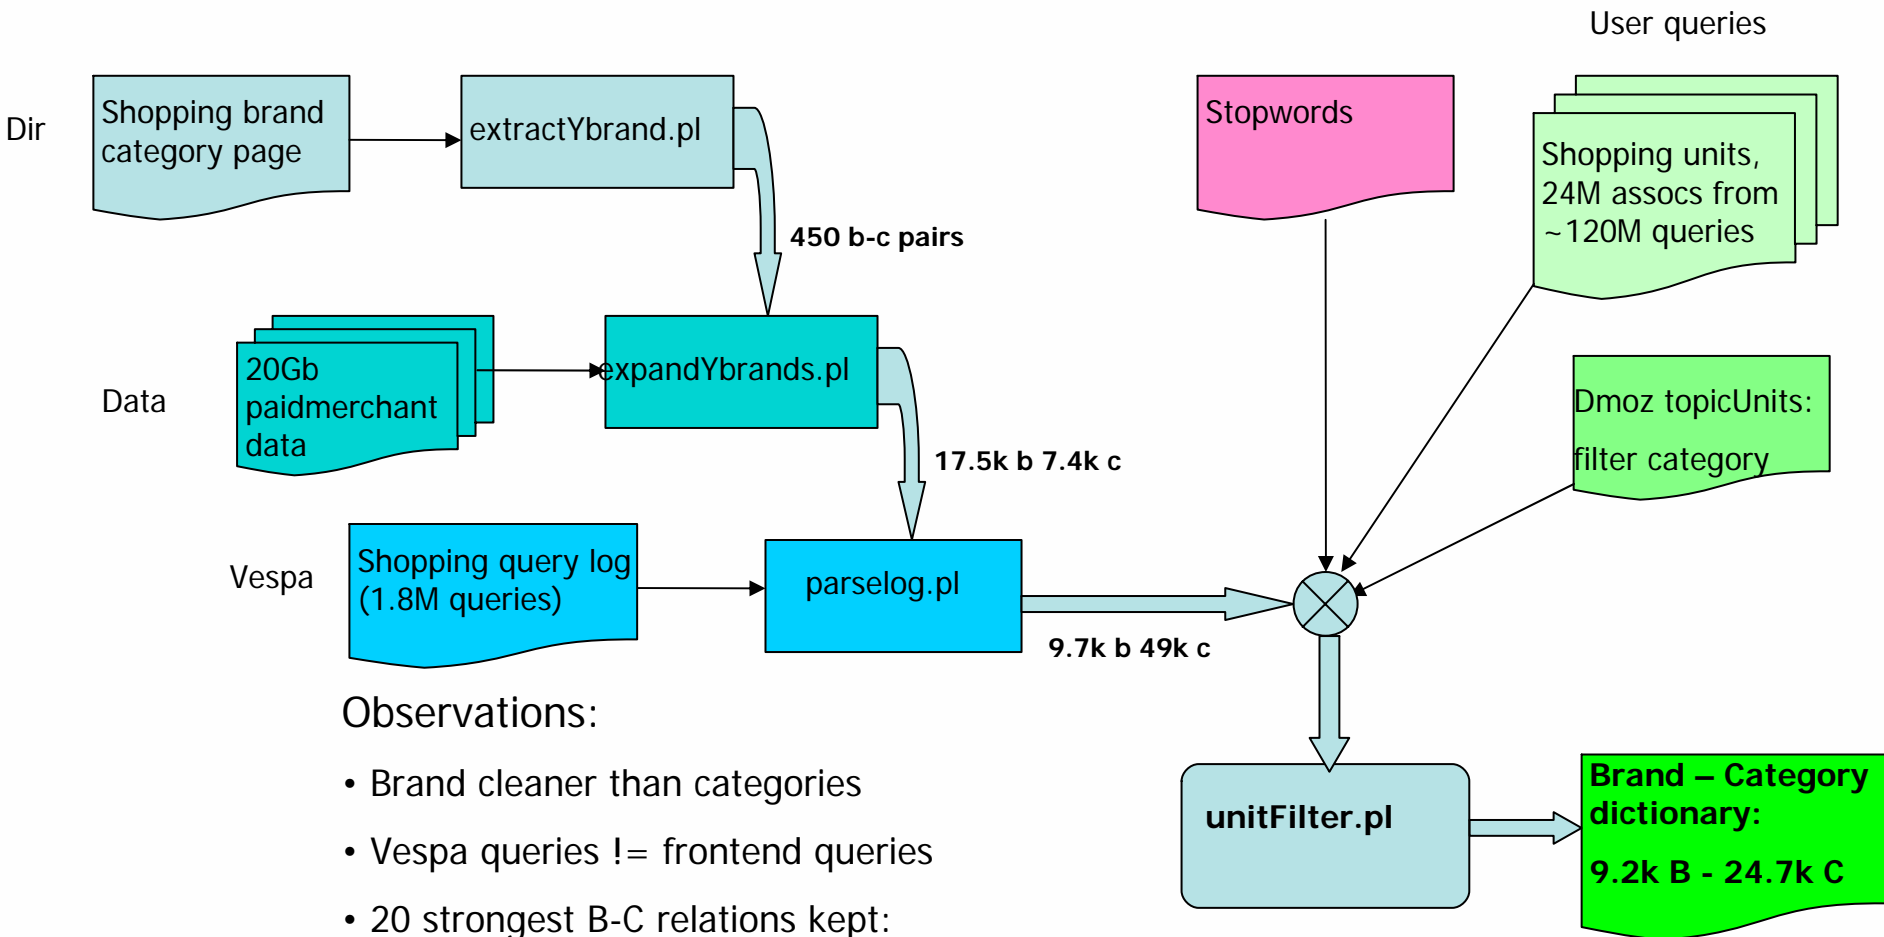 User queries
Dir
Shopping brand
category page
extractYbrand.pl
Stopwords
Shopping units,
24M assocs from
~120M queries
450 b-c pairs
Data
20Gb
paidmerchant
data
expandYbrands.pl
Dmoz topicUnits:
filter category
17.5k b 7.4k c
Vespa
Shopping query log
(1.8M queries)
parselog.pl
9.7k b 49k c
Observations:
• Brand cleaner than categories
• Vespa queries != frontend queries
• 20 strongest B-C relations kept:
unitFilter.pl
Brand – Category
dictionary:
9.2k B - 24.7k C